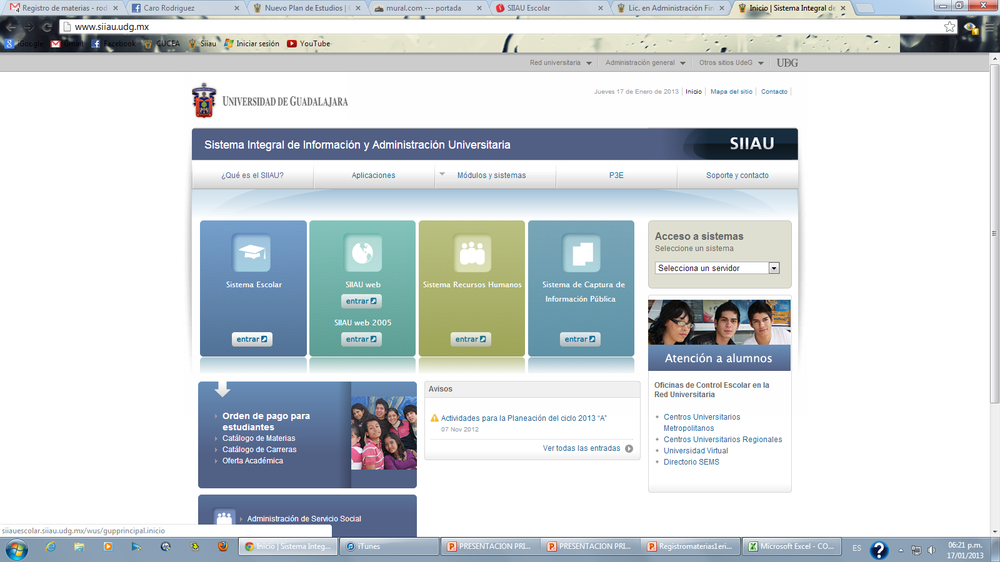 Registro de materias - rod
Caro Rodriguez
Nuevo Plan de Estudios | C
mural.com --- portada
SIIAU Escolar
Lic. en Administración Fin
Inicio | Sistema Integral de
www.siiau.udg.mx
iGoogle
Gmail
Facebook
CUCEA
Siiau
Iniciar sesión
YouTube
Red universitaria
Administración general
Otros sitios UdeG
UDG
UNIVERSIDAD DE GUADALAJARA
Jueves 17 de Enero de 2013
Inicio
Mapa del sitio
Contacto
Sistema Integral de Información y Administración Universitaria
SIIAU
¿Qué es el SIIAU?
Aplicaciones
Módulos y sistemas
P3E
Soporte y contacto
Sistema Escolar
entrar
SIIAU web
entrar
SIIAU web 2005
entrar
Sistema Recursos Humanos
entrar
Sistema de Captura de
Información Pública
entrar
Acceso a sistemas
Seleccione un sistema
Selecciona un servidor
Atención a alumnos
Oficinas de Control Escolar en la
Red Universitaria
Centros Universitarios
Metropolitanos
Centros Universitarios Regionales
Universidad Virtual
Directorio SEMS
Orden de pago para
estudiantes
Catálogo de Materias
Catálogo de Carreras
Oferta Académica
Avisos
Actividades para la Planeación del ciclo 2013 “A”
07 Nov 2012
Ver todas las entradas
Administración de Servicio Social
siiauescolar.siiau.udg.mx/wus/gupprincipal.inicio
Inicio | Sistema Integ...
iTunes
PRESENTACION PRI...
PRESENTACION PRI...
Registromaterias1eri...
Microsoft Excel - CO...
ES
06:21 p.m.
17/01/2013